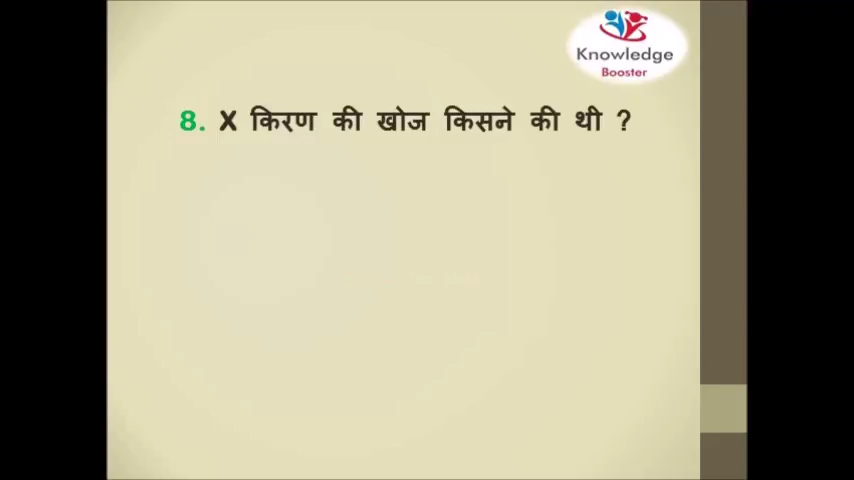 Knowledge
Booster
8. X किरण की खोज किसने की थी ?